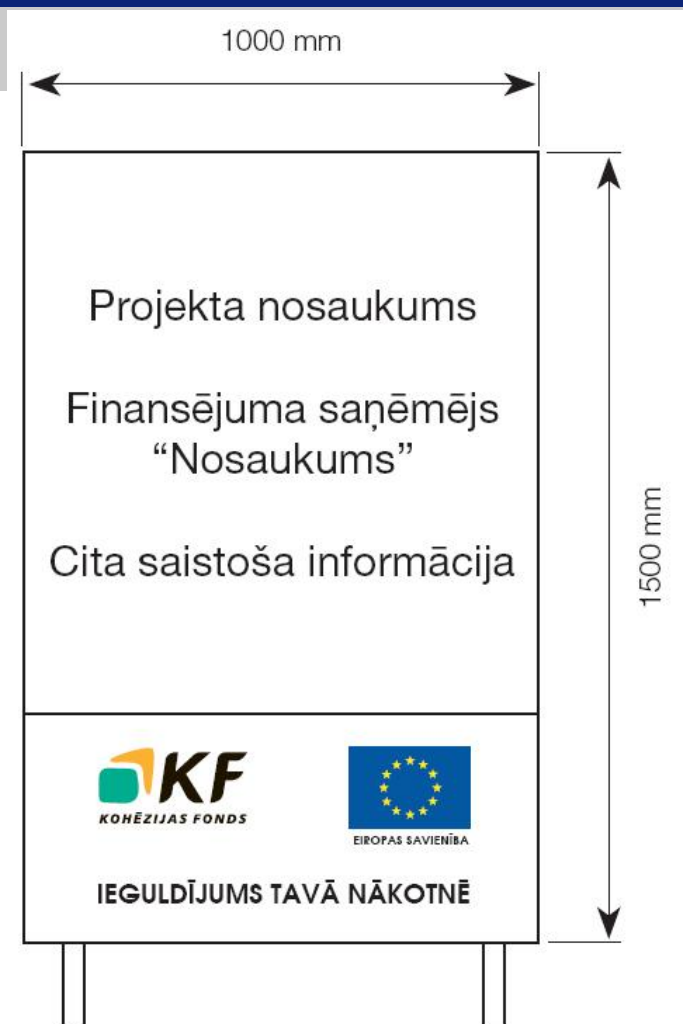 1000 mm
Projekta nosaukums
Finansējuma saņēmējs
“Nosaukums”
Cita saistoša informācija
1500 mm
KF
KOHĒZIJAS FONDS
EIROPAS SAVIENĪBA
IEGULDĪJUMS TAVĀ NĀKOTNĒ